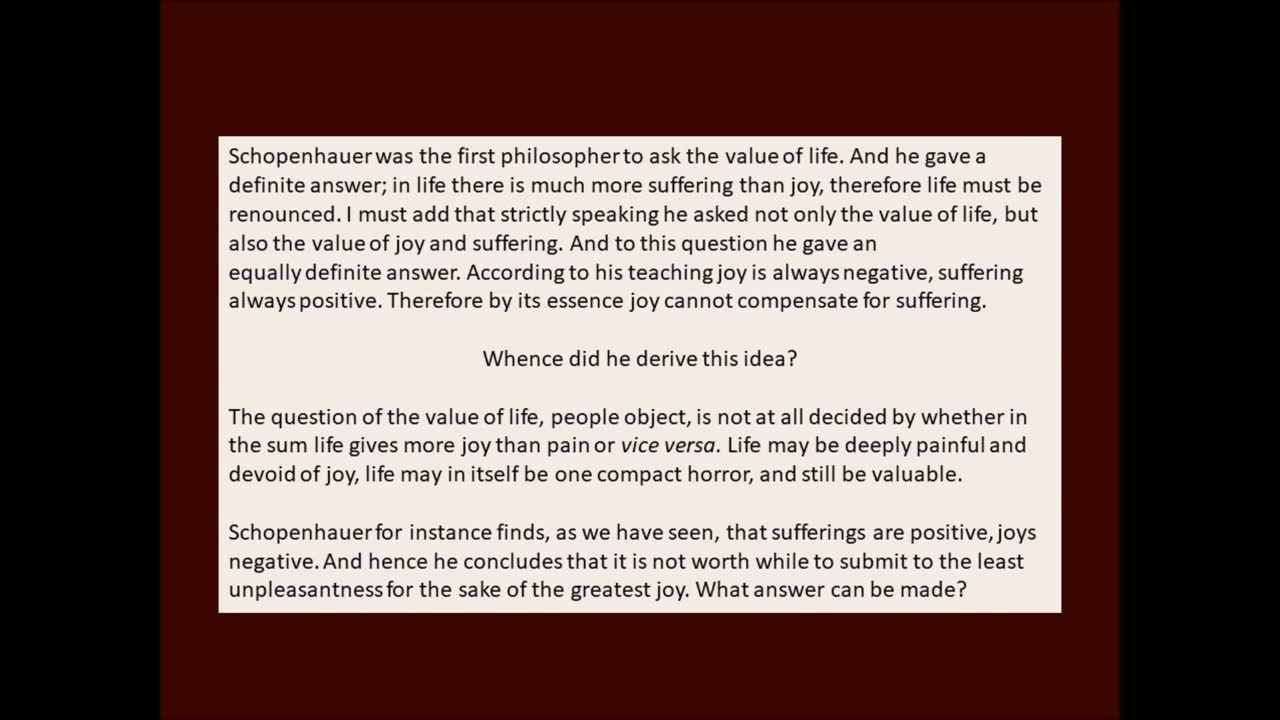 Schopenhauer was the first philosopher to ask the value of life. And he gave a
definite answer; in life there is much more suffering than joy, therefore life must be
renounced. I must add that strictly speaking he asked not only the value of life, but
also the value of joy and suffering. And to this question he gave an
equally definite answer. According to his teaching joy is always negative, suffering
always positive. Therefore by its essence joy cannot compensate for suffering.
Whence did he derive this idea?
The question of the value of life, people object, is not at all decided by whether in
the sum life gives more joy than pain or vice versa. Life may be deeply painful and
devoid of joy, life may in itself be one compact horror, and still be valuable.
Schopenhauer for instance finds, as we have seen, that sufferings are positive, joys
negative. And hence he concludes that it is not worth while to submit to the least
unpleasantness for the sake of the greatest joy. What answer can be made?